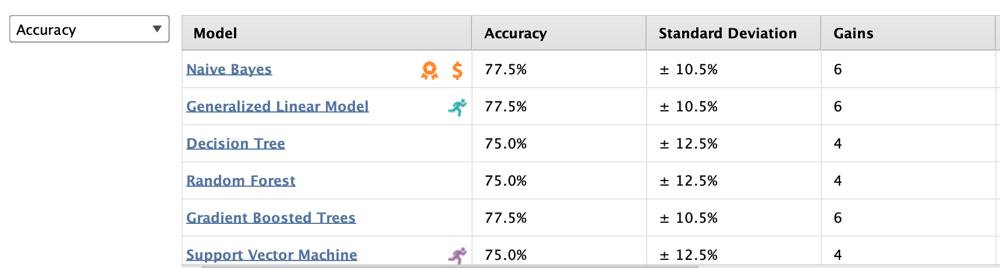 Accuracy
Model Accuracy Standard Deviation Gains
Naive Bayes 77.5% ± 10.5% 6
Generalized Linear Model 77.5% ± 10.5% 6
Decision Tree 75.0% ± 12.5% 4
Random Forest 75.0% ± 12.5% 4
Gradient Boosted Trees 77.5% ± 10.5% 6
Support Vector Machine 75.0% ± 12.5% 4